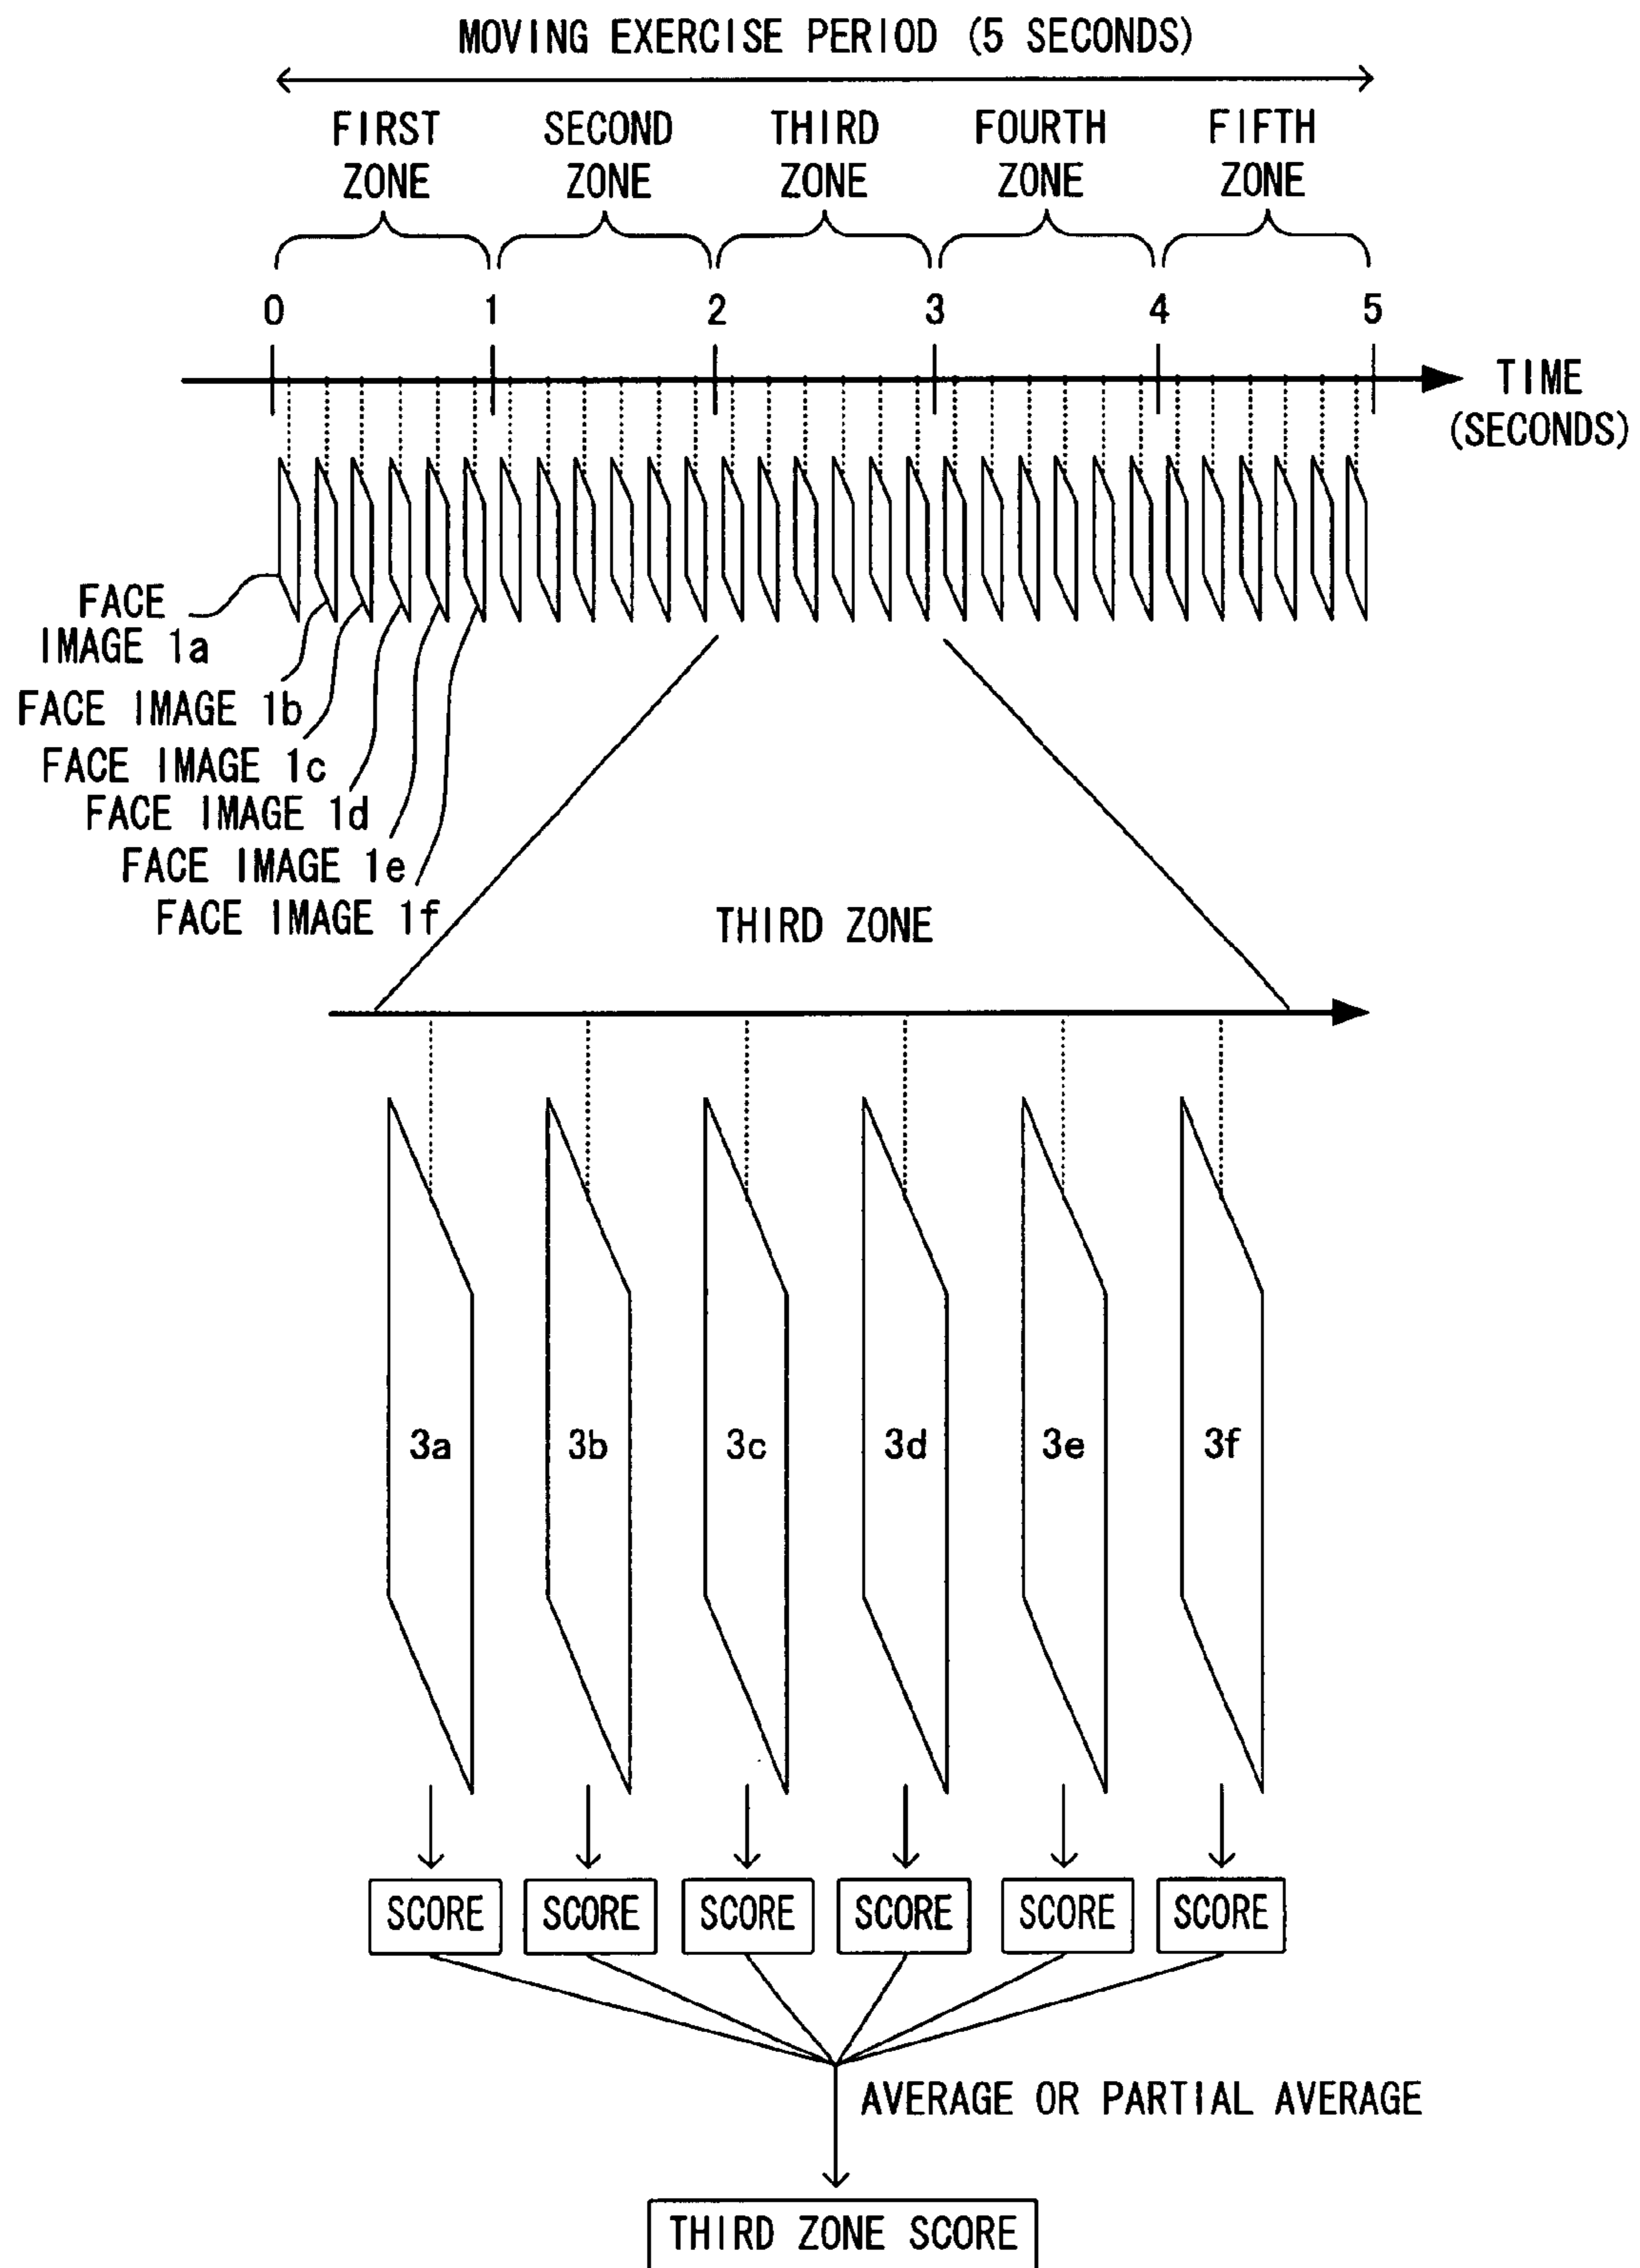 MOVING EXERCISE PERIOD (5 SECONDS)
FIRST ZONE
SECOND ZONE
THIRD ZONE
FOURTH ZONE
FIFTH ZONE
0 1 2 3 4 5
TIME
(SECONDS)
FACE
IMAGE 1a
FACE IMAGE 1b
FACE IMAGE 1c
FACE IMAGE 1d
FACE IMAGE 1e
FACE IMAGE 1f
THIRD ZONE
3a 3b 3c 3d 3e 3f
SCORE SCORE SCORE SCORE SCORE SCORE
AVERAGE OR PARTIAL AVERAGE
THIRD ZONE SCORE